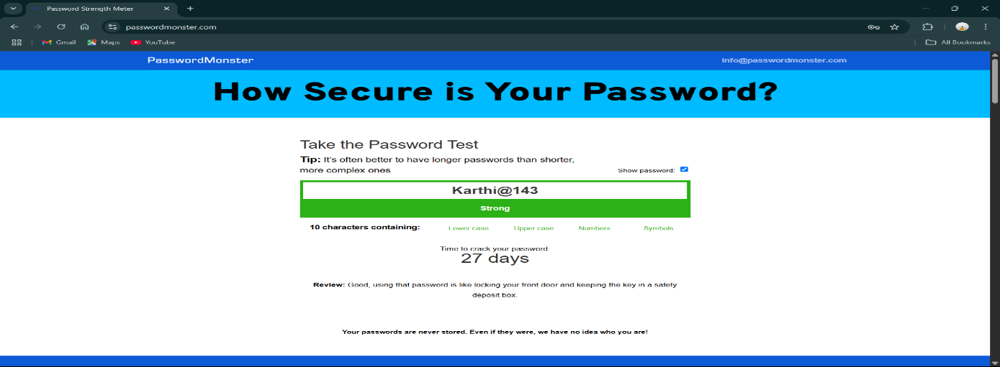 Password Strength Meter
passwordmonster.com
Gmail Maps YouTube All Bookmarks
PasswordMonster info@passwordmonster.com
How Secure is Your Password?
Take the Password Test
Tip: It's often better to have longer passwords than shorter,
more complex ones
Show password:
Karthi@143
Strong
10 characters containing: Lower case Upper case Numbers Symbols
Time to crack your password:
27 days
Review: Good, using that password is like locking your front door and keeping the key in a safety
deposit box.
Your passwords are never stored. Even if they were, we have no idea who you are!